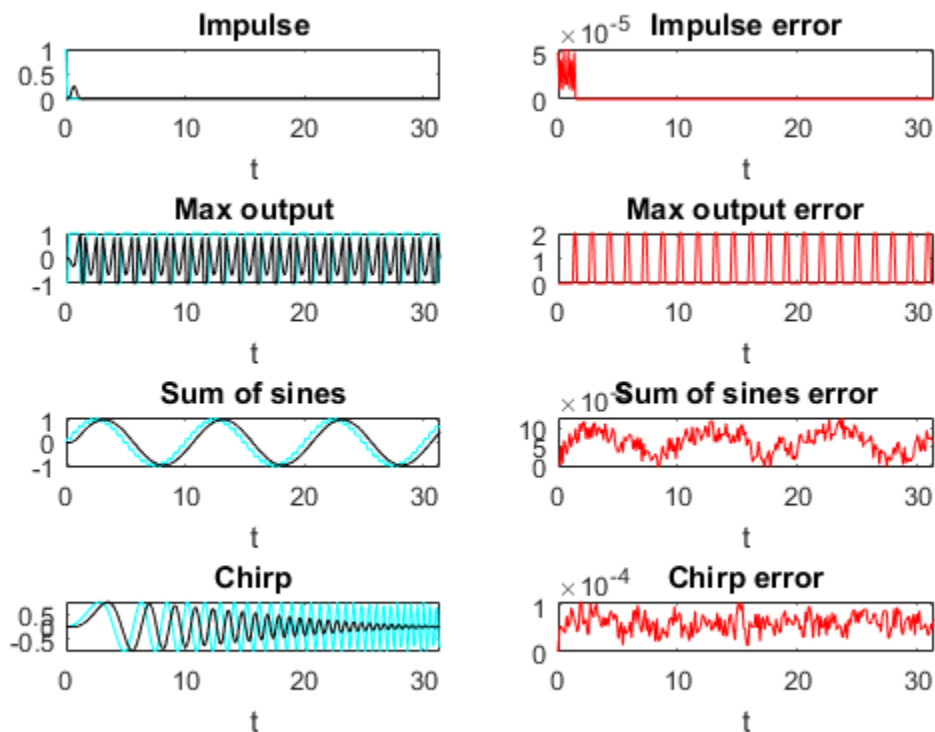 Impulse
1
0.5
0
0 10 20 30
t
Impulse error
×10^-5
5
0
0 10 20 30
t
Max output
1
0
-1
0 10 20 30
t
Max output error
2
1
0
0 10 20 30
t
Sum of sines
1
0
-1
0 10 20 30
t
Sum of sines error
×10^-
10
5
0
0 10 20 30
t
Chirp
0.5
0
-0.5
0 10 20 30
t
Chirp error
×10^-4
1
0
0 10 20 30
t